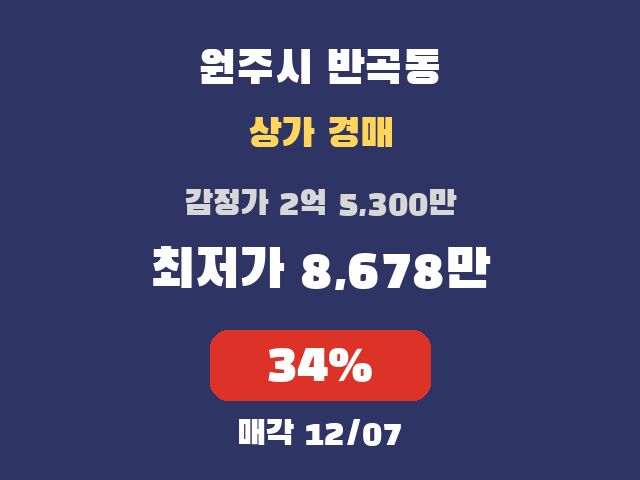 원주시 반곡동
상가 경매
감정가 2억 5,300만
최저가 8,678만
34%
매각 12/07